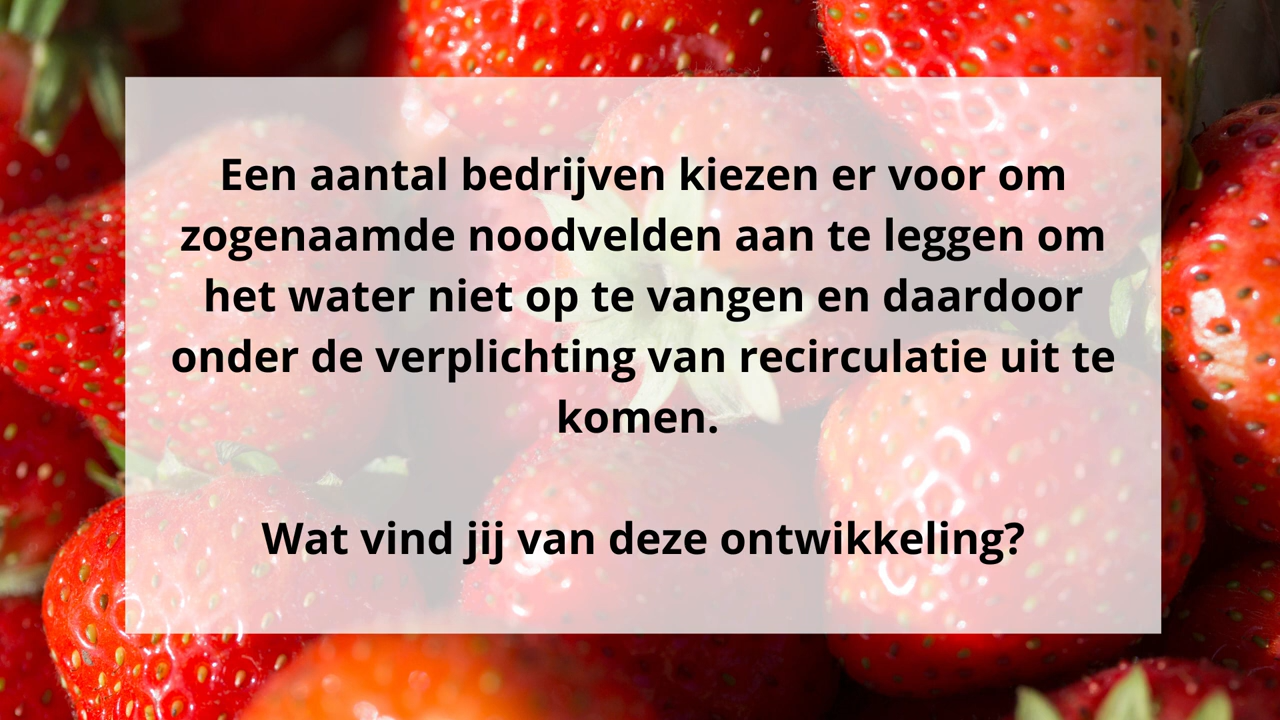 Een aantal bedrijven kiezen er voor om
zogenaamde noodvelden aan te leggen om
het water niet op te vangen en daardoor
onder de verplichting van recirculatie uit te
komen.
Wat vind jij van deze ontwikkeling?